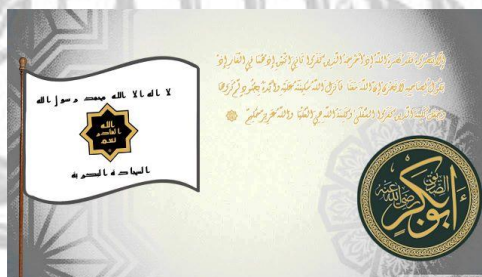 إلا تنصروه فقد نصره الله إذ أخرجه الذين كفروا ثاني اثنين إذ هما في الغار إذ
يقول لصاحبه لا تحزن إن الله معنا فأنزل الله سكينته عليه وأيده بجنود لم تروها
وجعل كلمة الذين كفروا السفلى وكلمة الله هي العليا والله عزيز حكيم
لا اله الا الله محمد رسول الله
الله
أبو بكر الصديق رضي الله عنه